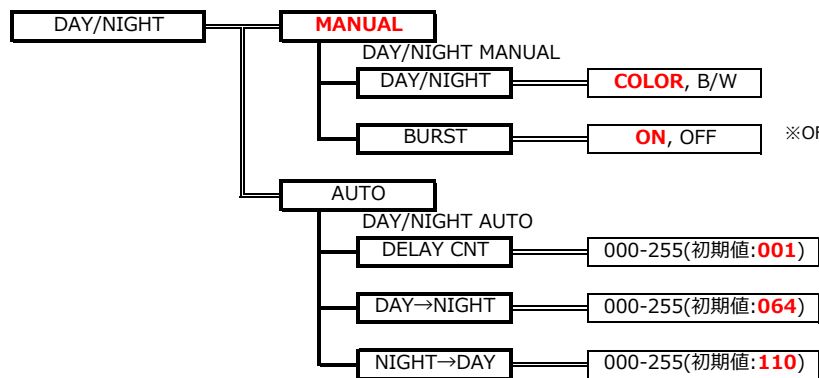 DAY/NIGHT MANUAL
DAY/NIGHT MANUAL
DAY/NIGHT COLOR, B/W
BURST ON, OFF ※OF
AUTO
DAY/NIGHT AUTO
DELAY CNT 000-255(初期値:001)
DAY→NIGHT 000-255(初期値:064)
NIGHT→DAY 000-255(初期値:110)